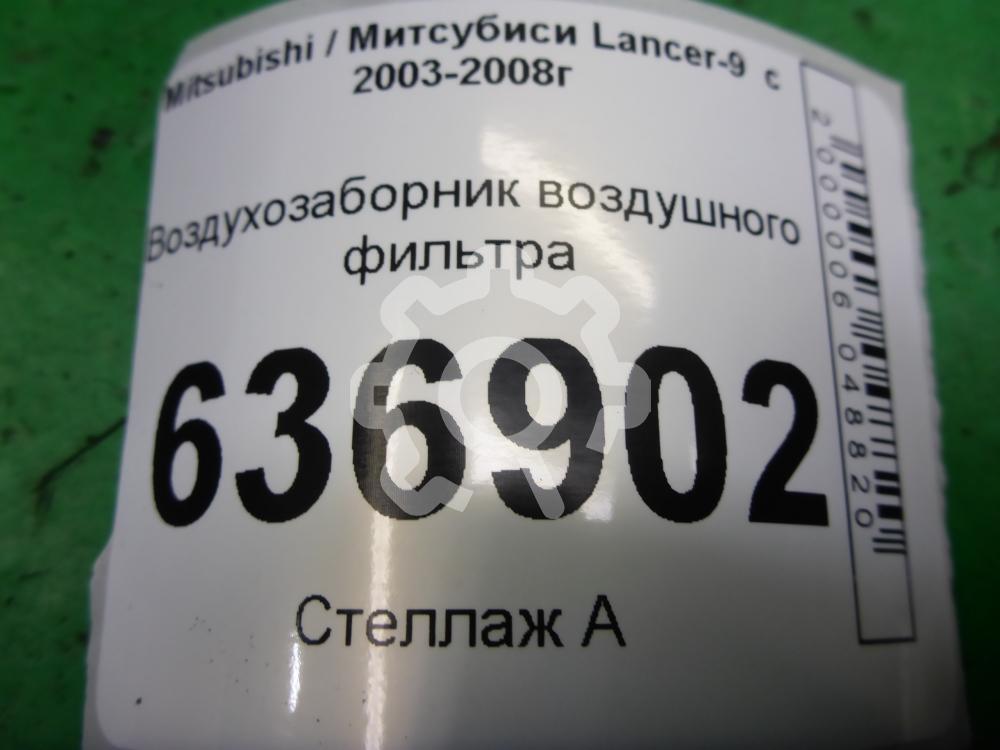 Mitsubishi / Митсубиси Lancer-9 с
2003-2008г
Воздухозаборник воздушного
фильтра
636902
Стеллаж А
2000006048820